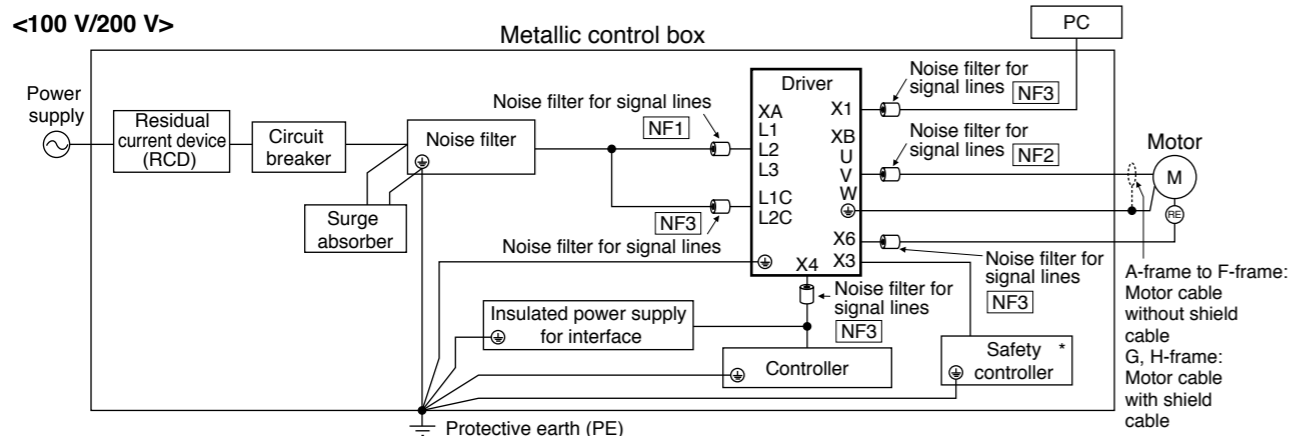 <100 V/200 V>
Metallic control box
PC
Power
supply
Residual
current device
(RCD)
Circuit
breaker
Noise filter
Surge
absorber
Noise filter for signal lines
NF1
NF3
Noise filter for signal lines
Driver
XA
L1
L2
L3
L1C
L2C
X1
XB
U
V
W
X6
X3
X4
Noise filter for
signal lines NF3
Noise filter for
signal lines NF2
Motor
M
RE
Noise filter for
signal lines
NF3
Noise filter for
signal lines
NF3
Insulated power supply
for interface
Controller
Safety *
controller
A-frame to F-frame:
Motor cable
without shield
cable
G, H-frame:
Motor cable
with shield
cable
Protective earth (PE)